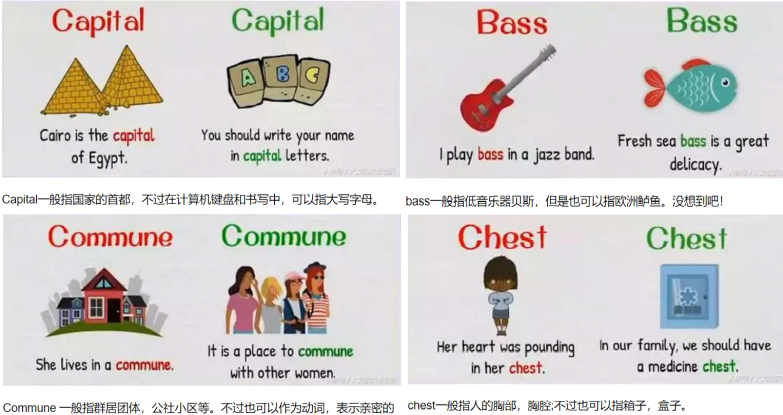 Capital
Capital
A B C
Cairo is the capital
of Egypt.
You should write your name
in capital letters.
Capital一般指国家的首都，不过在计算机键盘和书写中，可以指大写字母。
Bass
Bass
I play bass in a jazz band.
Fresh sea bass is a great
delicacy.
bass一般指低音乐器贝斯，但是也可以指欧洲鲈鱼。没想到吧！
Commune
Commune
She lives in a commune.
It is a place to commune
with other women.
Commune 一般指群居团体，公社小区等。不过也可以作为动词，表示亲密的
Chest
Chest
Her heart was pounding
in her chest.
In our family, we should have
a medicine chest.
chest一般指人的胸部，胸腔;不过也可以指箱子，盒子。